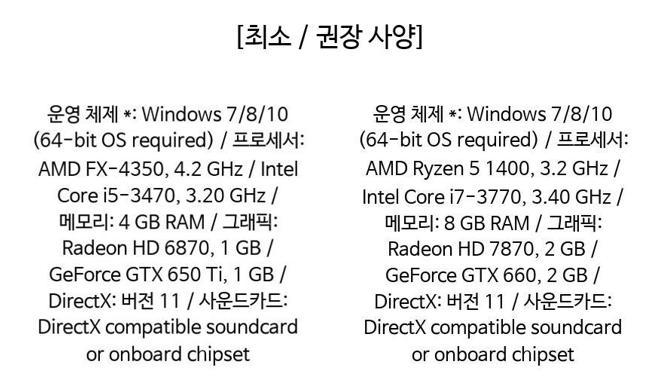 [최소 / 권장 사양]
운영 체제 *: Windows 7/8/10
(64-bit OS required) / 프로세서:
AMD FX-4350, 4.2 GHz / Intel
Core i5-3470, 3.20 GHz /
메모리: 4 GB RAM / 그래픽:
Radeon HD 6870, 1 GB /
GeForce GTX 650 Ti, 1 GB /
DirectX: 버전 11 / 사운드카드:
DirectX compatible soundcard
or onboard chipset
운영 체제 *: Windows 7/8/10
(64-bit OS required) / 프로세서:
AMD Ryzen 5 1400, 3.2 GHz /
Intel Core i7-3770, 3.40 GHz /
메모리: 8 GB RAM / 그래픽:
Radeon HD 7870, 2 GB /
GeForce GTX 660, 2 GB /
DirectX: 버전 11 / 사운드카드:
DirectX compatible soundcard
or onboard chipset